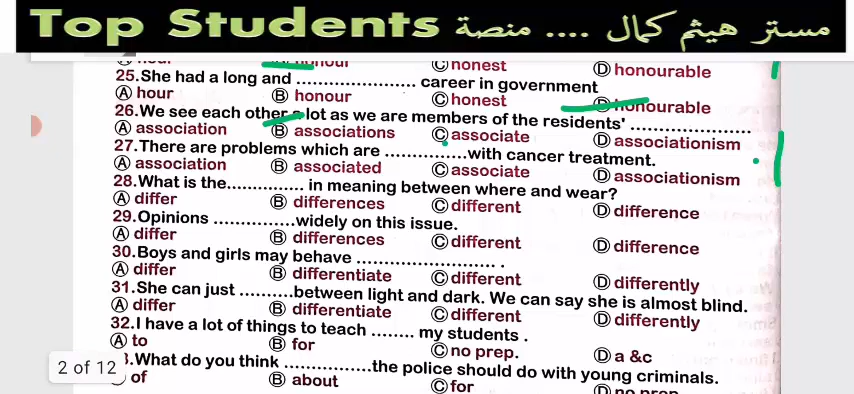 Top Students مستر هيثم كمال .... منصة
Ⓒ honest Ⓓ honourable
25.She had a long and .................... career in government
Ⓐ hour Ⓑ honour Ⓒ honest Ⓓ honourable
26.We see each other a lot as we are members of the residents' ....................
Ⓐ association Ⓑ associations Ⓒ associate Ⓓ associationism
27.There are problems which are ..............with cancer treatment.
Ⓐ association Ⓑ associated Ⓒ associate Ⓓ associationism
28.What is the.............. in meaning between where and wear?
Ⓐ differ Ⓑ differences Ⓒ different Ⓓ difference
29.Opinions ..............widely on this issue.
Ⓐ differ Ⓑ differences Ⓒ different Ⓓ difference
30.Boys and girls may behave ........................ .
Ⓐ differ Ⓑ differentiate Ⓒ different Ⓓ differently
31.She can just ..........between light and dark. We can say she is almost blind.
Ⓐ differ Ⓑ differentiate Ⓒ different Ⓓ differently
32.I have a lot of things to teach ........ my students .
Ⓐ to Ⓑ for Ⓒ no prep. Ⓓ a &c
.What do you think ................the police should do with young criminals.
of Ⓑ about Ⓒ for Ⓓ no prep
2 of 12